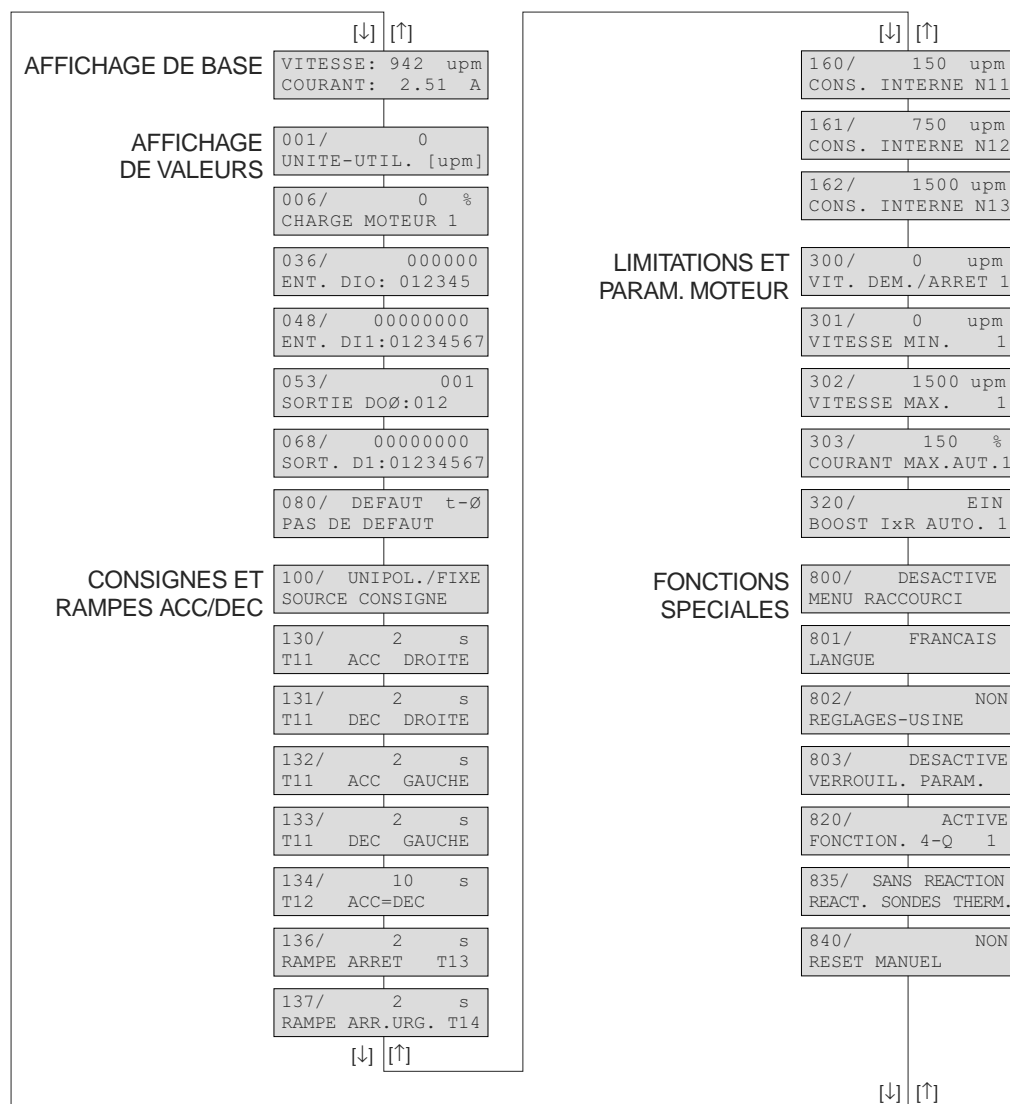 [↓] [↑]
AFFICHAGE DE BASE
VITESSE: 942 upm
COURANT: 2.51 A
AFFICHAGE
DE VALEURS
001/ 0
UNITE-UTIL. [upm]
006/ 0 %
CHARGE MOTEUR 1
036/ 000000
ENT. DIO: 012345
048/ 00000000
ENT. DI1:01234567
053/ 001
SORTIE DOØ:012
068/ 00000000
SORT. D1:01234567
080/ DEFAUT t-Ø
PAS DE DEFAUT
CONSIGNES ET
RAMPES ACC/DEC
100/ UNIPOL./FIXE
SOURCE CONSIGNE
130/ 2 s
T11 ACC DROITE
131/ 2 s
T11 DEC DROITE
132/ 2 s
T11 ACC GAUCHE
133/ 2 s
T11 DEC GAUCHE
134/ 10 s
T12 ACC=DEC
136/ 2 s
RAMPE ARRET T13
137/ 2 s
RAMPE ARR.URG. T14
[↓] [↑]
[↓] [↑]
160/ 150 upm
CONS. INTERNE N11
161/ 750 upm
CONS. INTERNE N12
162/ 1500 upm
CONS. INTERNE N13
LIMITATIONS ET
PARAM. MOTEUR
300/ 0 upm
VIT. DEM./ARRET 1
301/ 0 upm
VITESSE MIN. 1
302/ 1500 upm
VITESSE MAX. 1
303/ 150 %
COURANT MAX.AUT.1
320/ EIN
BOOST IxR AUTO. 1
FONCTIONS
SPECIALES
800/ DESACTIVE
MENU RACCOURCI
801/ FRANCAIS
LANGUE
802/ NON
REGLAGES-USINE
803/ DESACTIVE
VERROUIL. PARAM.
820/ ACTIVE
FONCTION. 4-Q 1
835/ SANS REACTION
REACT. SONDES THERM.
840/ NON
RESET MANUEL
[↓] [↑]